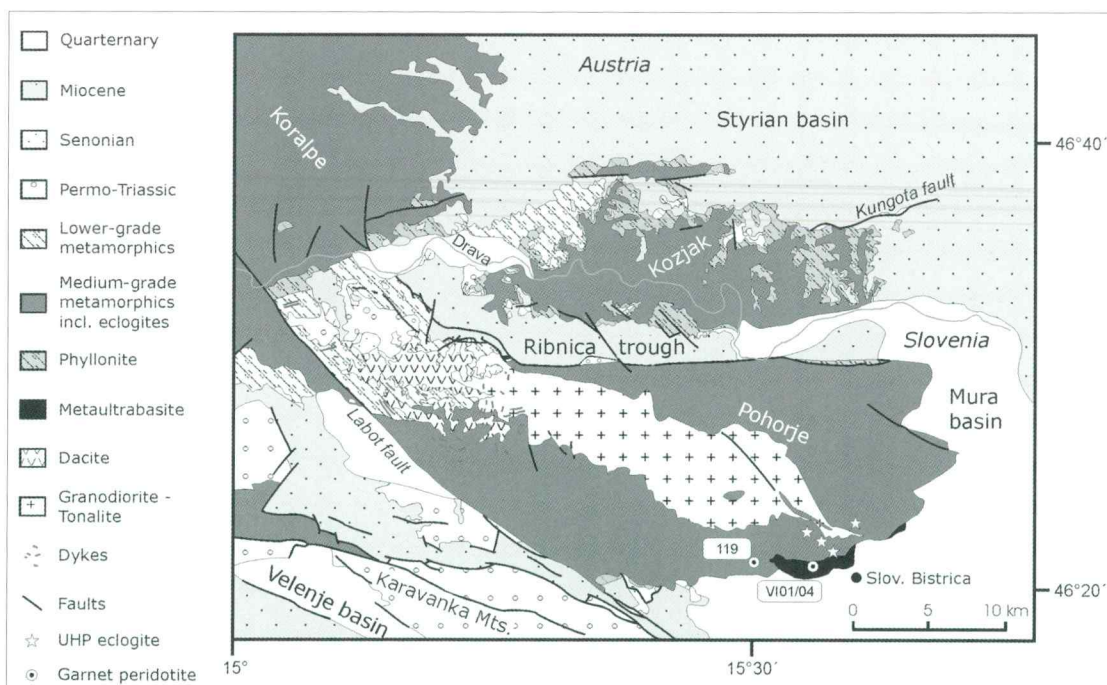 Quarternary
Miocene
Senonian
Permo-Triassic
Lower-grade
metamorphics
Medium-grade
metamorphics
incl. eclogites
Phyllonite
Metaultrabasite
Dacite
Granodiorite -
Tonalite
Dykes
Faults
UHP eclogite
Garnet peridotite
Austria
Styrian basin
Koralpe
46°40´
Kungota fault
Drava
Kozjak
Slovenia
Ribnica trough
Mura
basin
Pohorje
Labot fault
119
VI01/04
Slov. Bistrica
Velenje basin
Karavanka Mts.
46°20´
0 5 10 km
15°
15°30´